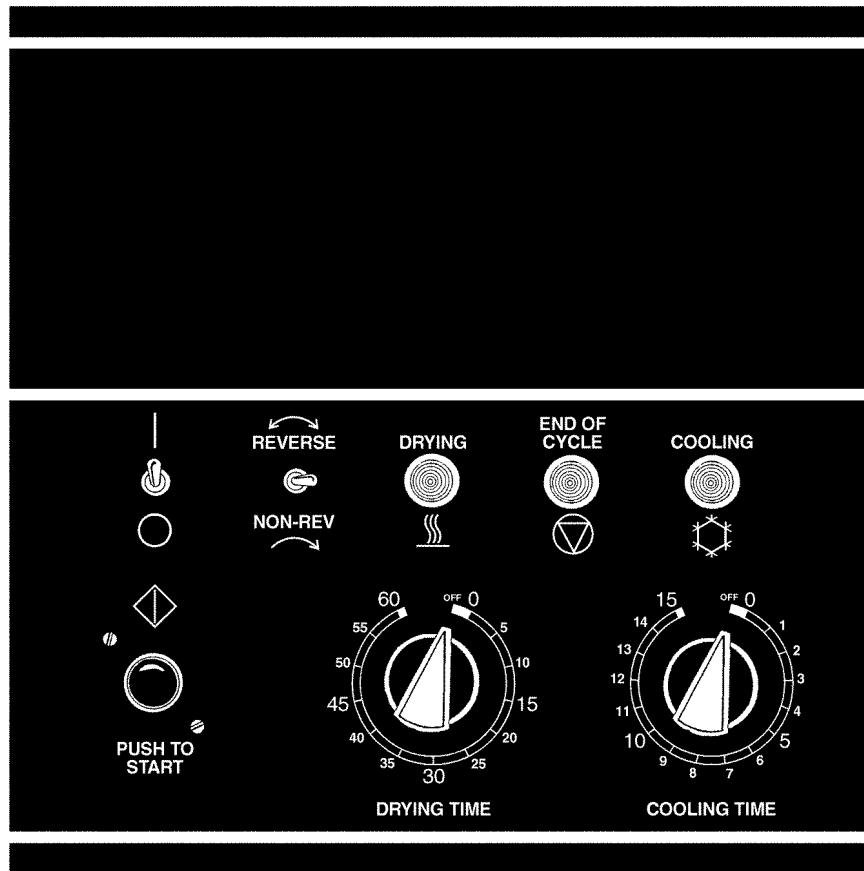 REVERSE
DRYING
END OF
CYCLE
COOLING
NON-REV
60 OFF 0
55 5
50 10
45 15
40 20
35 25
30
DRYING TIME
15 OFF 0
14 1
13 2
12 3
11 4
10 5
9 6
8 7
COOLING TIME
PUSH TO
START